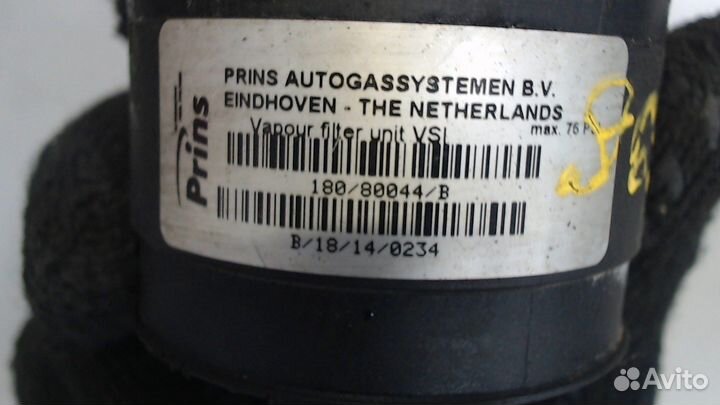 Prins
PRINS AUTOGASSYSTEMEN B.V.
EINDHOVEN - THE NETHERLANDS
Vapour filter unit VSI max. 75
180/80044/B
B/18/14/0234
Avito